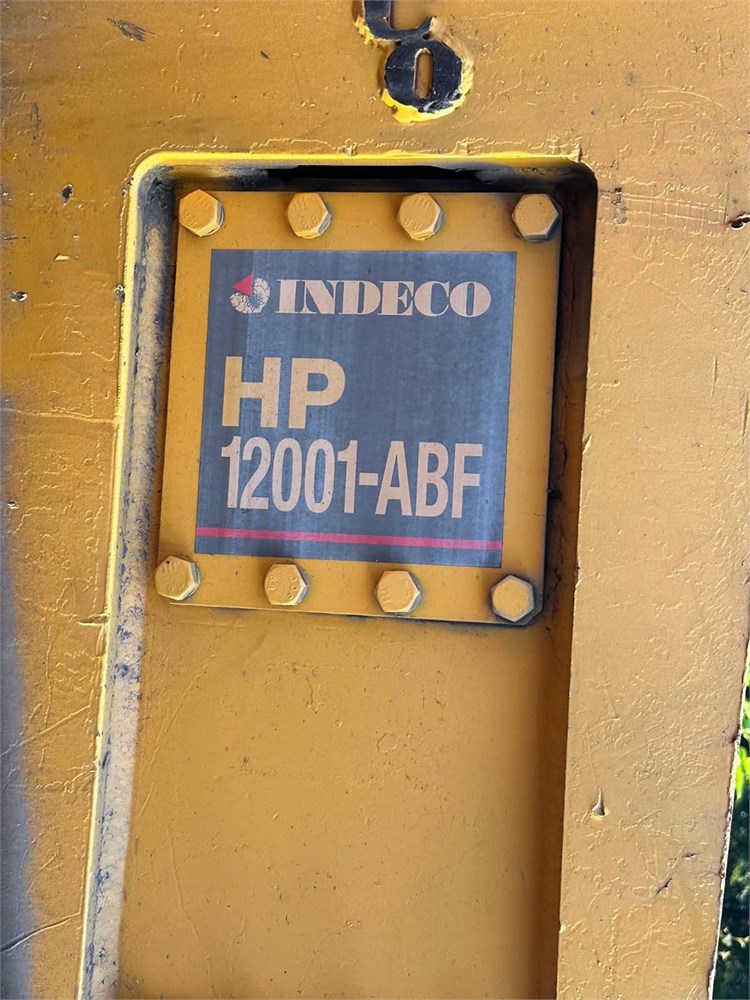 INDECO
HP
12001-ABF